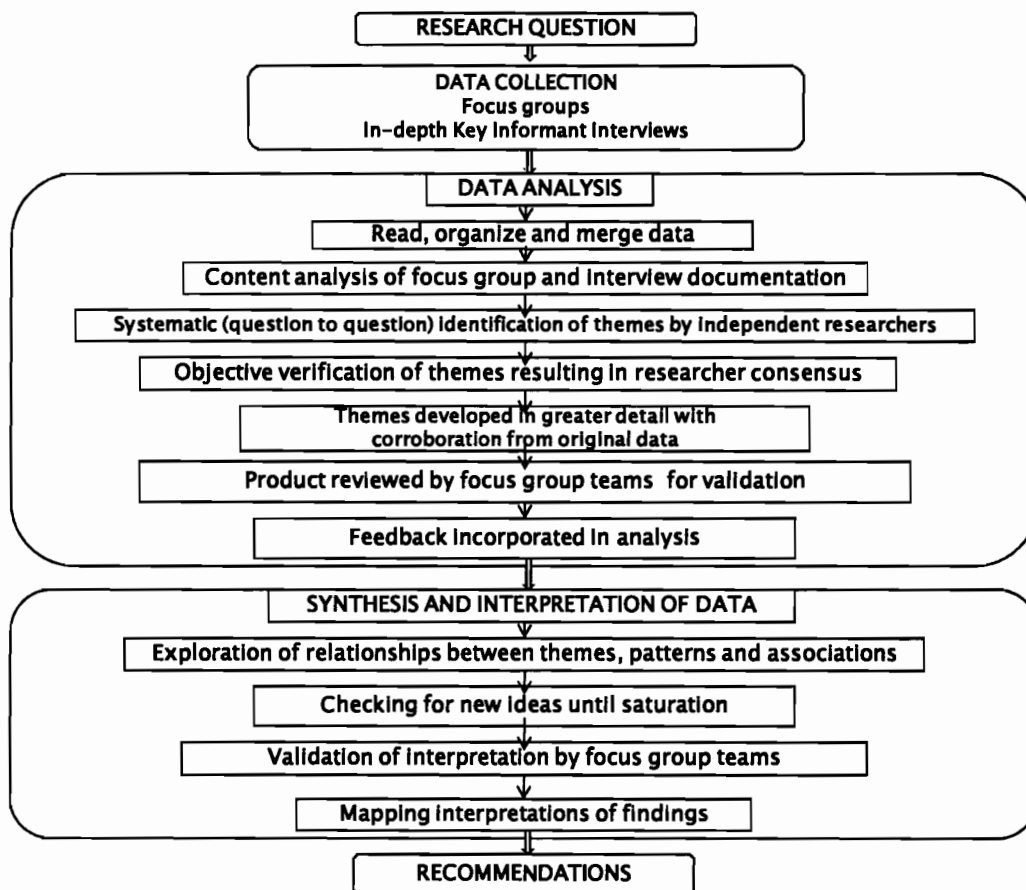 RESEARCH QUESTION
DATA COLLECTION
Focus groups
In-depth Key Informant Interviews
DATA ANALYSIS
Read, organize and merge data
Content analysis of focus group and interview documentation
Systematic (question to question) identification of themes by independent researchers
Objective verification of themes resulting in researcher consensus
Themes developed in greater detail with
corroboration from original data
Product reviewed by focus group teams for validation
Feedback incorporated in analysis
SYNTHESIS AND INTERPRETATION OF DATA
Exploration of relationships between themes, patterns and associations
Checking for new ideas until saturation
Validation of interpretation by focus group teams
Mapping interpretations of findings
RECOMMENDATIONS